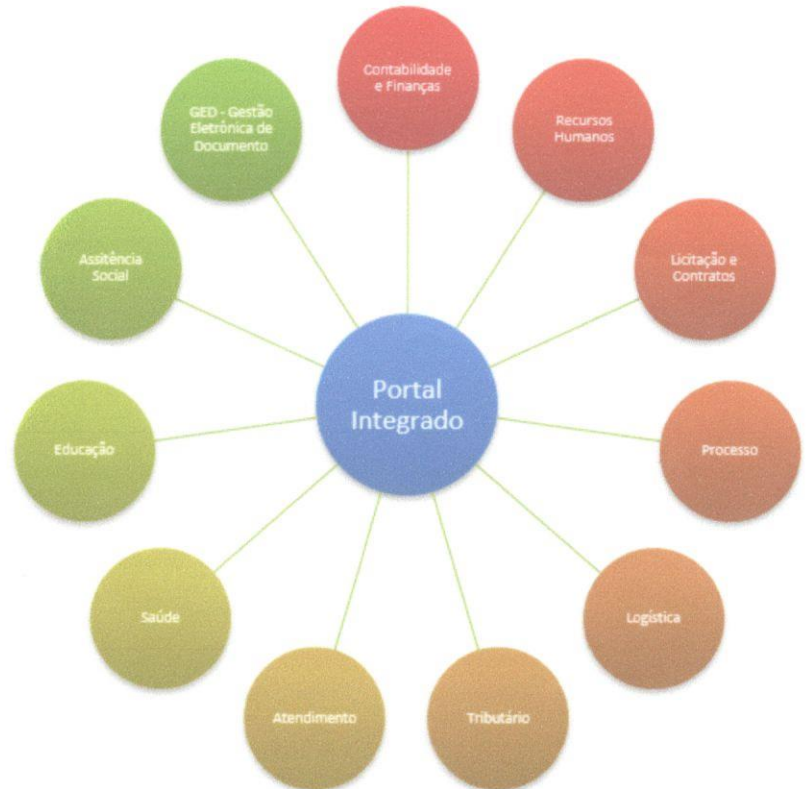 Contabilidade
e Finanças
Recursos
Humanos
Licitação e
Contratos
Processo
Logística
Tributário
Atendimento
Saúde
Educação
Assitência
Social
GED - Gestão
Eletrônica de
Documento
Portal
Integrado